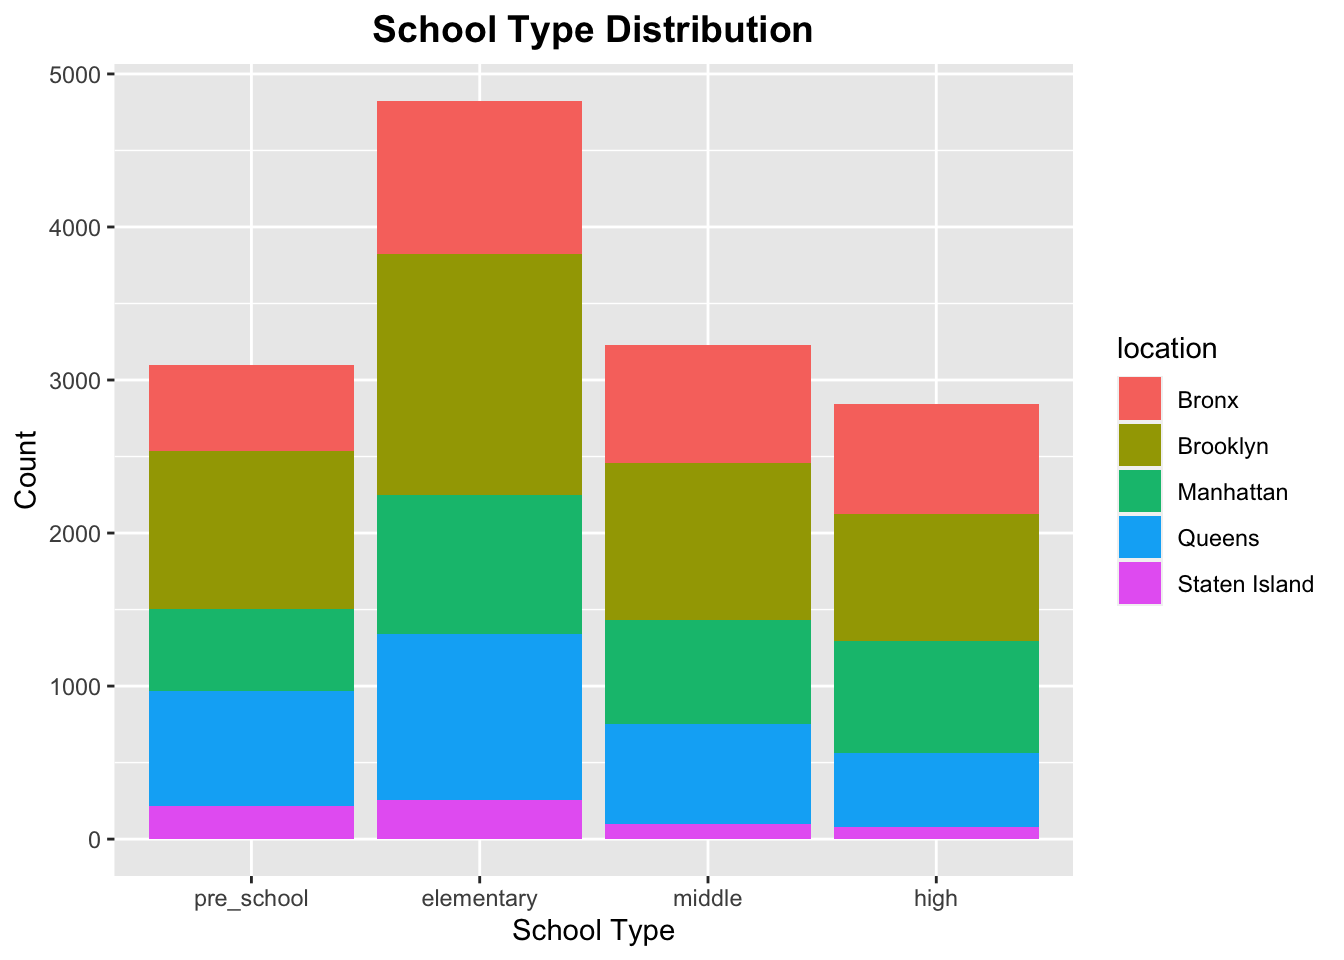 School Type Distribution
5000
4000
3000
2000
1000
0
Count
pre_school
elementary
middle
high
School Type
location
Bronx
Brooklyn
Manhattan
Queens
Staten Island